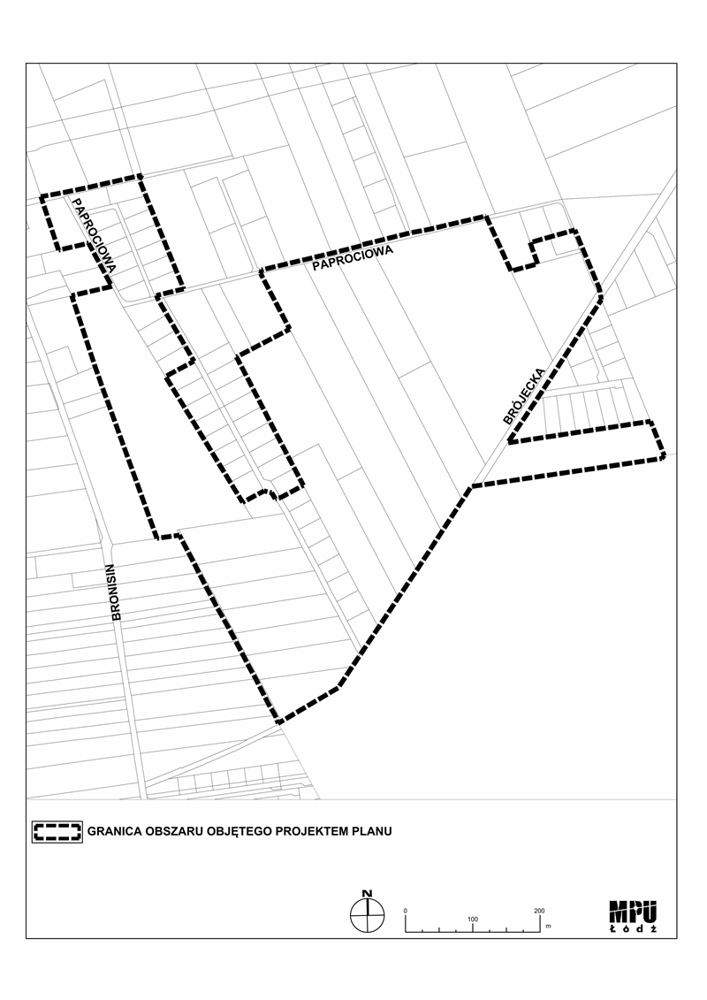 PAPROCIOWA
PAPROCIOWA
BRÓJECKA
BRONISIN
GRANICA OBSZARU OBJĘTEGO PROJEKTEM PLANU
N
0
100
200
m
MPU
Łódź